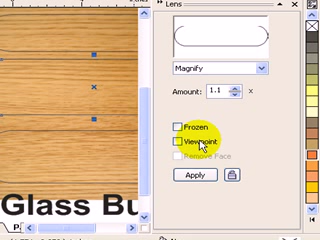 Lens
Magnify
Amount: 1.1 x
Frozen
Viewpoint
Remove Face
Apply
Glass Bu